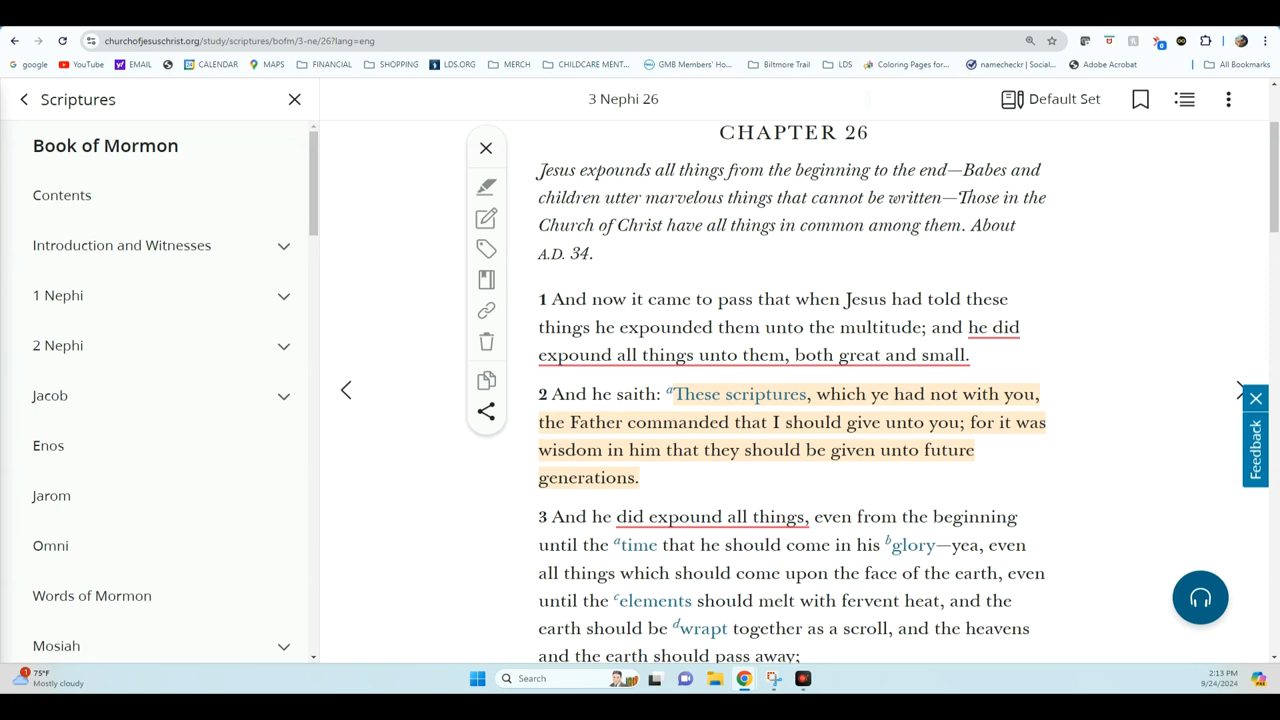 churchofjesuschrist.org/study/scriptures/bofm/3-ne/26?lang=eng
google YouTube EMAIL CALENDAR MAPS FINANCIAL SHOPPING LDS.ORG MERCH CHILDCARE MENT... GMB Members' Ho... Biltmore Trail LDS Coloring Pages for... namecheckr | Social... Adobe Acrobat All Bookmarks
Scriptures
3 Nephi 26
Default Set
Book of Mormon
Contents
Introduction and Witnesses
1 Nephi
2 Nephi
Jacob
Enos
Jarom
Omni
Words of Mormon
Mosiah
CHAPTER 26
Jesus expounds all things from the beginning to the end—Babes and
children utter marvelous things that cannot be written—Those in the
Church of Christ have all things in common among them. About
A.D. 34.
1 And now it came to pass that when Jesus had told these
things he expounded them unto the multitude; and he did
expound all things unto them, both great and small.
2 And he saith: aThese scriptures, which ye had not with you,
the Father commanded that I should give unto you; for it was
wisdom in him that they should be given unto future
generations.
3 And he did expound all things, even from the beginning
until the atime that he should come in his bglory—yea, even
all things which should come upon the face of the earth, even
until the celements should melt with fervent heat, and the
earth should be dwrapt together as a scroll, and the heavens
and the earth should pass away;
Feedback
1
75°F
Mostly cloudy
Search
2:13 PM
9/24/2024